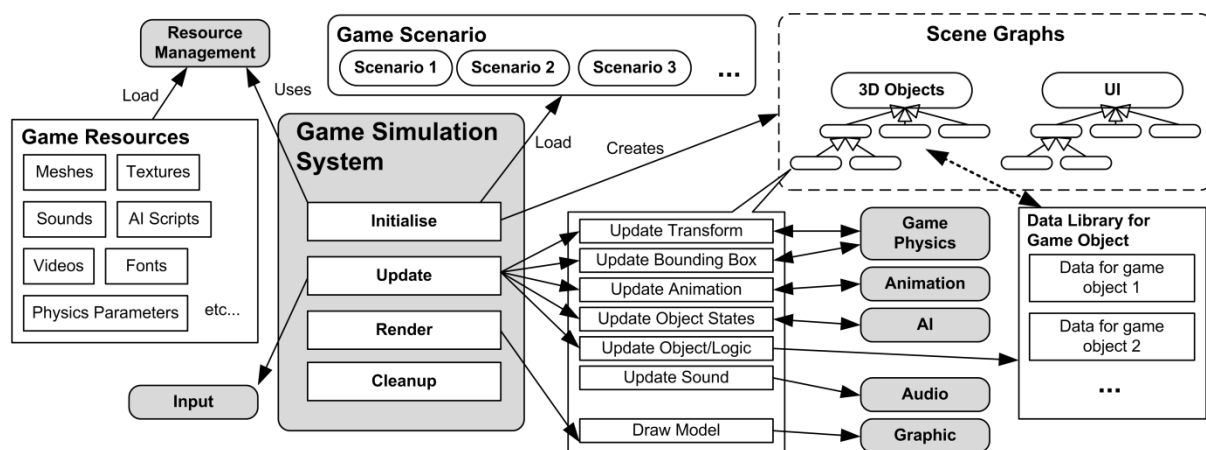 Resource
Management
Game Scenario
Scenario 1
Scenario 2
Scenario 3
...
Scene Graphs
3D Objects
UI
Load
Uses
Load
Creates
Game Resources
Meshes
Textures
Sounds
AI Scripts
Videos
Fonts
Physics Parameters
etc...
Game Simulation
System
Initialise
Update
Render
Cleanup
Input
Update Transform
Update Bounding Box
Update Animation
Update Object States
Update Object/Logic
Update Sound
Draw Model
Game
Physics
Animation
AI
Audio
Graphic
Data Library for
Game Object
Data for game
object 1
Data for game
object 2
...